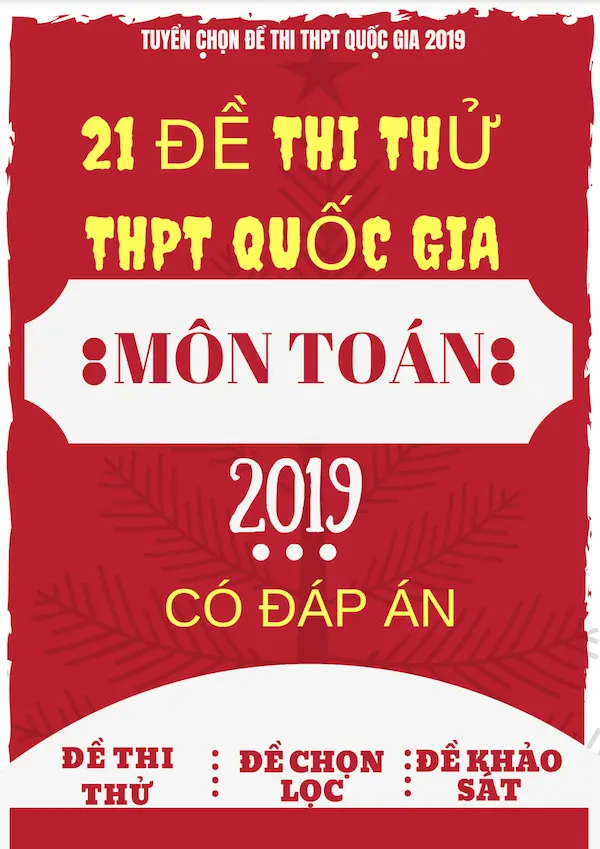 TUYỂN CHỌN ĐỀ THI THPT QUỐC GIA 2019
21 ĐỀ THI THỬ
THPT QUỐC GIA
:MÔN TOÁN:
2019
...
CÓ ĐÁP ÁN
ĐỀ THI
THỬ
ĐỀ CHỌN
LỌC
ĐỀ KHẢO
SÁT